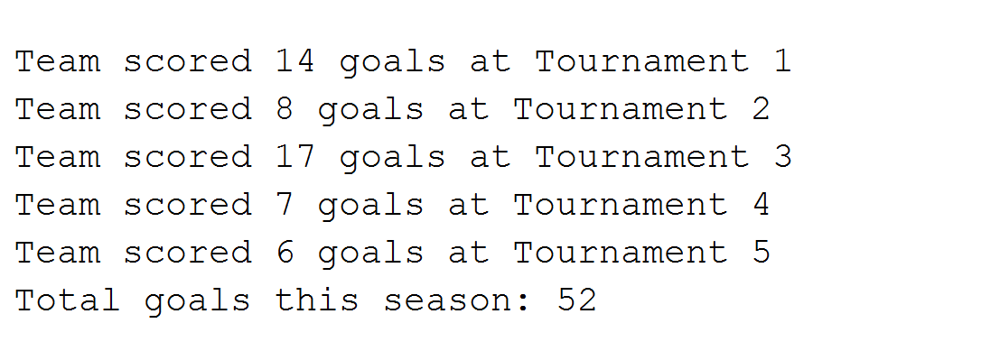 Team scored 14 goals at Tournament 1
Team scored 8 goals at Tournament 2
Team scored 17 goals at Tournament 3
Team scored 7 goals at Tournament 4
Team scored 6 goals at Tournament 5
Total goals this season: 52